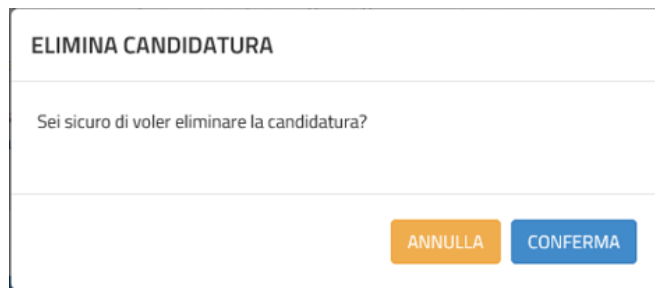 ELIMINA CANDIDATURA
Sei sicuro di voler eliminare la candidatura?
ANNULLA CONFERMA